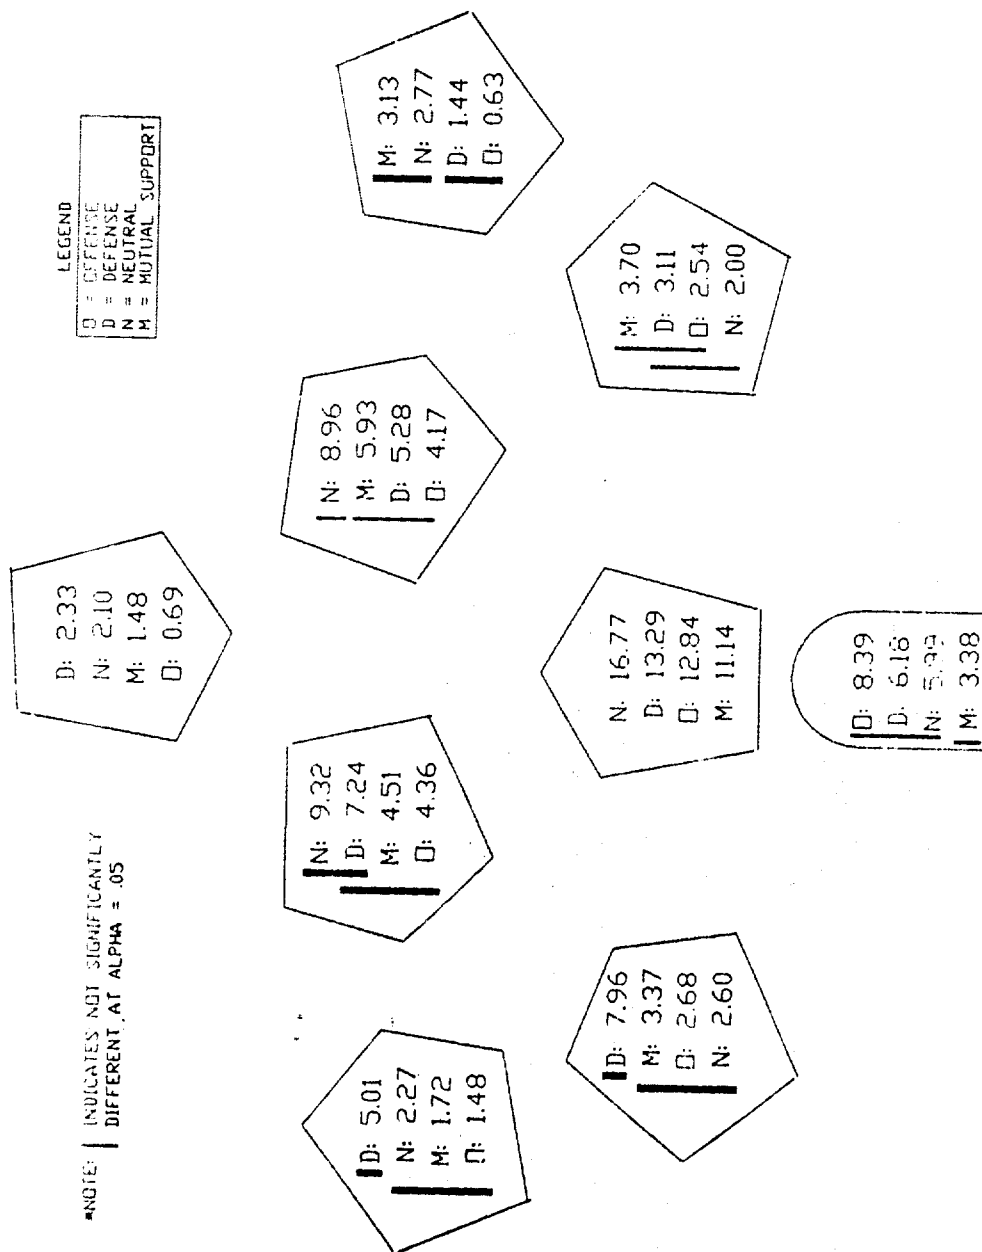 *NOTE: | INDICATES NOT SIGNIFICANTLY
DIFFERENT AT ALPHA = .05
LEGEND
O = OFFENSE
D = DEFENSE
N = NEUTRAL
M = MUTUAL SUPPORT
D: 2.33
N: 2.10
M: 1.48
O: 0.69
N: 9.32
D: 7.24
M: 4.51
O: 4.36
N: 8.96
M: 5.93
D: 5.28
O: 4.17
D: 5.01
N: 2.27
M: 1.72
O: 1.48
M: 3.13
N: 2.77
D: 1.44
O: 0.63
D: 7.96
M: 3.37
O: 2.68
N: 2.60
N: 16.77
D: 13.29
O: 12.84
M: 11.14
M: 3.70
D: 3.11
O: 2.54
N: 2.00
O: 8.39
D: 6.18
N: 5.99
M: 3.38